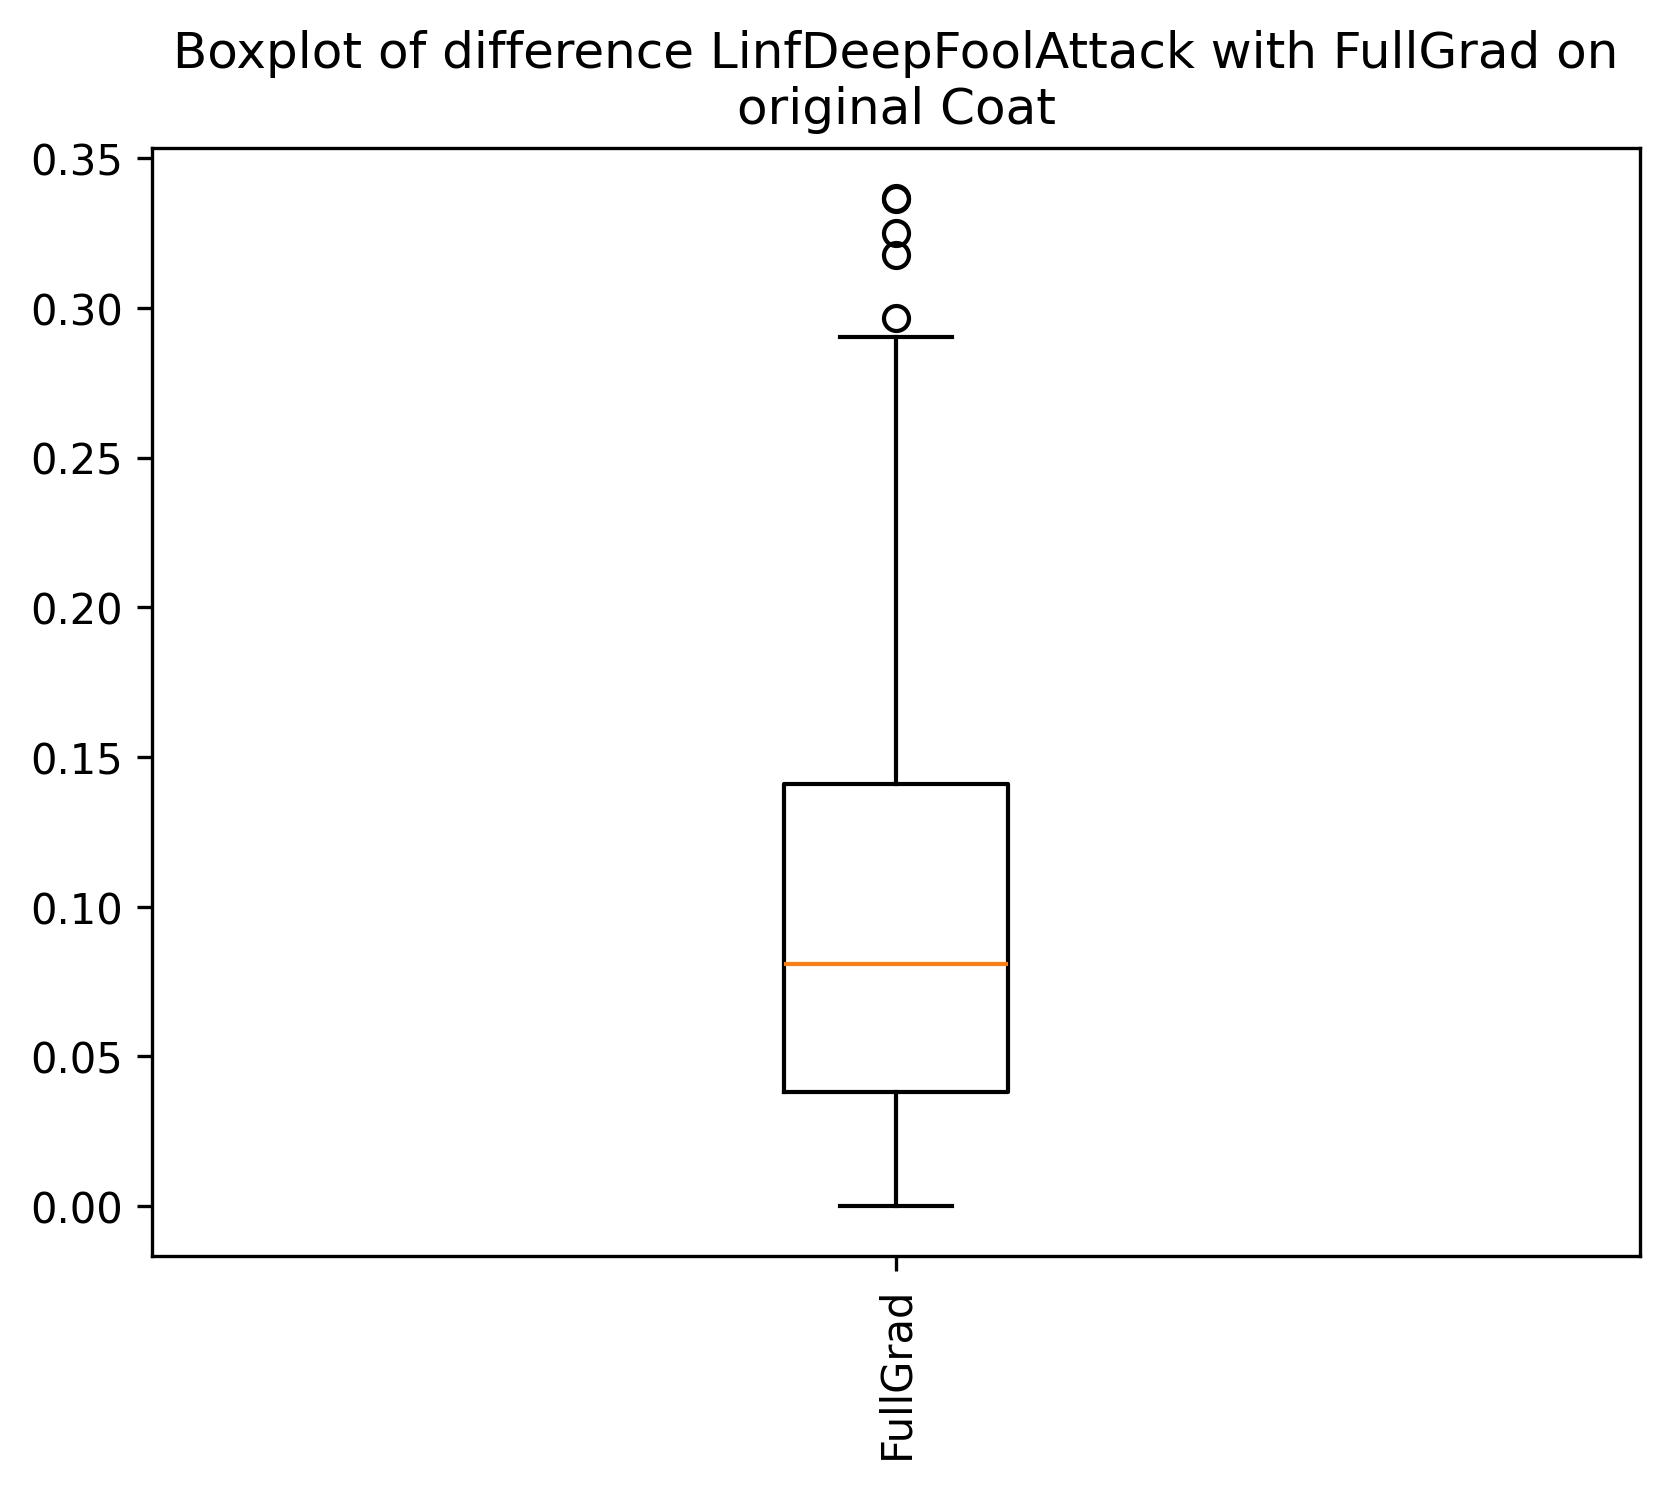 Boxplot of difference LinfDeepFoolAttack with FullGrad on
original Coat
0.35
0.30
0.25
0.20
0.15
0.10
0.05
0.00
FullGrad